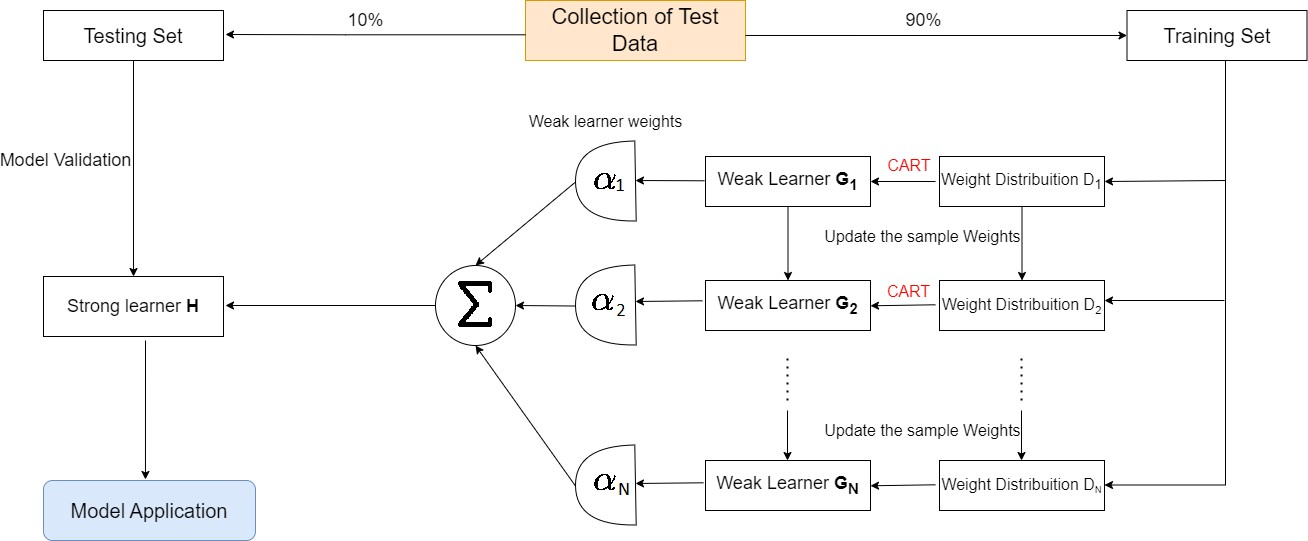 Collection of Test
Data
10%
90%
Testing Set
Training Set
Weak learner weights
Model Validation
α1
Weak Learner G1
CART
Weight Distribuition D1
Update the sample Weights
Strong learner H
Σ
α2
Weak Learner G2
CART
Weight Distribuition D2
Update the sample Weights
αN
Weak Learner GN
Weight Distribuition DN
Model Application